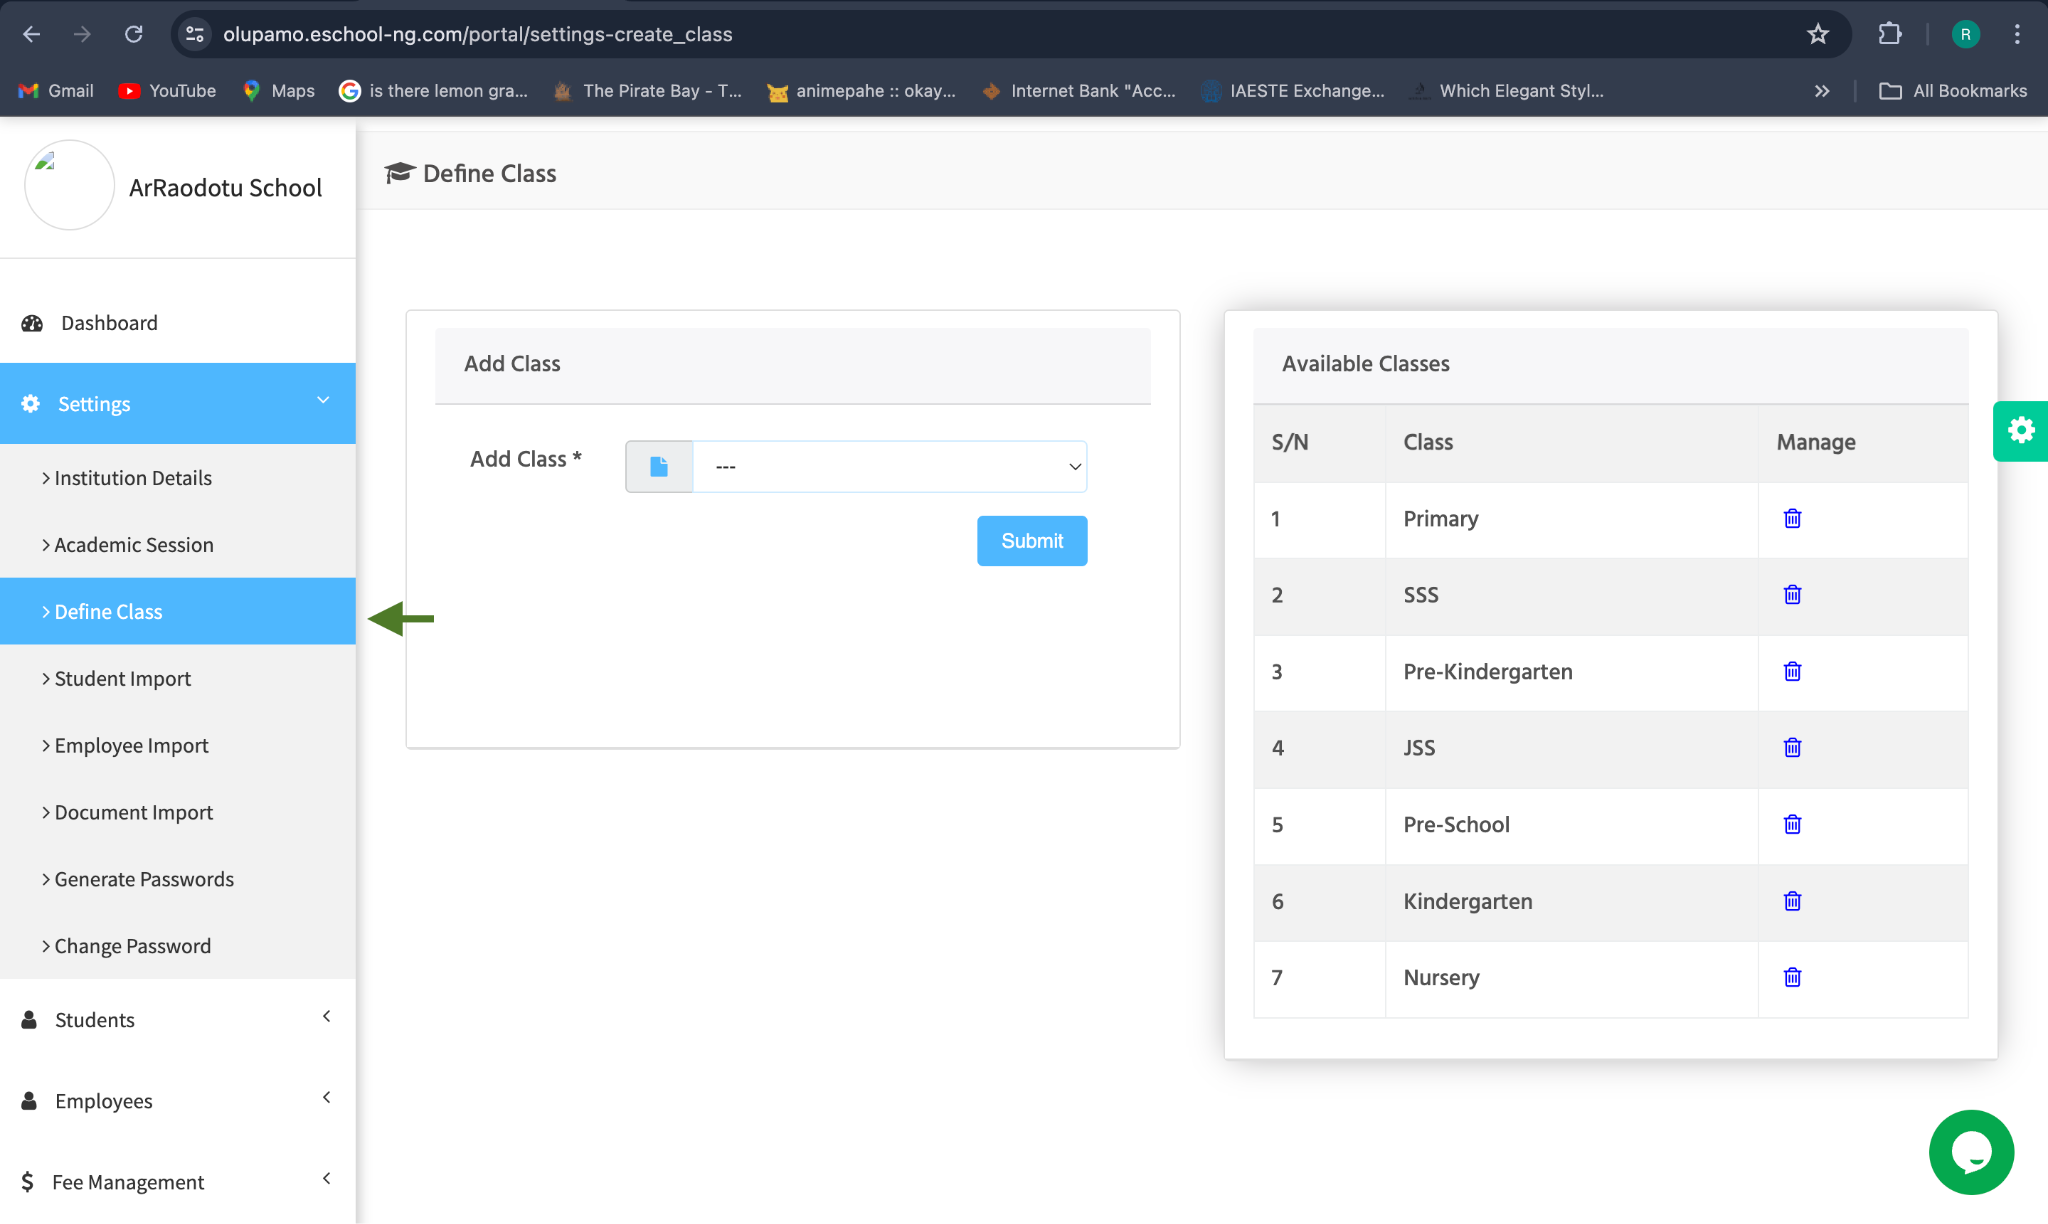 olupamo.eschool-ng.com/portal/settings-create_class
R
Gmail
YouTube
Maps
is there lemon gra...
The Pirate Bay - T...
animepahe :: okay...
Internet Bank "Acc...
IAESTE Exchange...
Which Elegant Styl...
All Bookmarks
ArRaodotu School
Define Class
Dashboard
Settings
Institution Details
Academic Session
Define Class
Student Import
Employee Import
Document Import
Generate Passwords
Change Password
Students
Employees
Fee Management
Add Class
Add Class *
---
Submit
Available Classes
S/N Class Manage
1 Primary
2 SSS
3 Pre-Kindergarten
4 JSS
5 Pre-School
6 Kindergarten
7 Nursery